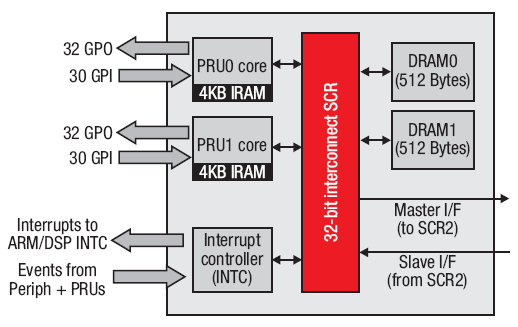 32 GPO
30 GPI
PRU0 core
4KB IRAM
32 GPO
30 GPI
PRU1 core
4KB IRAM
Interrupts to
ARM/DSP INTC
Events from
Periph + PRUs
Interrupt
controller
(INTC)
32-bit interconnect SCR
DRAM0
(512 Bytes)
DRAM1
(512 Bytes)
Master I/F
(to SCR2)
Slave I/F
(from SCR2)